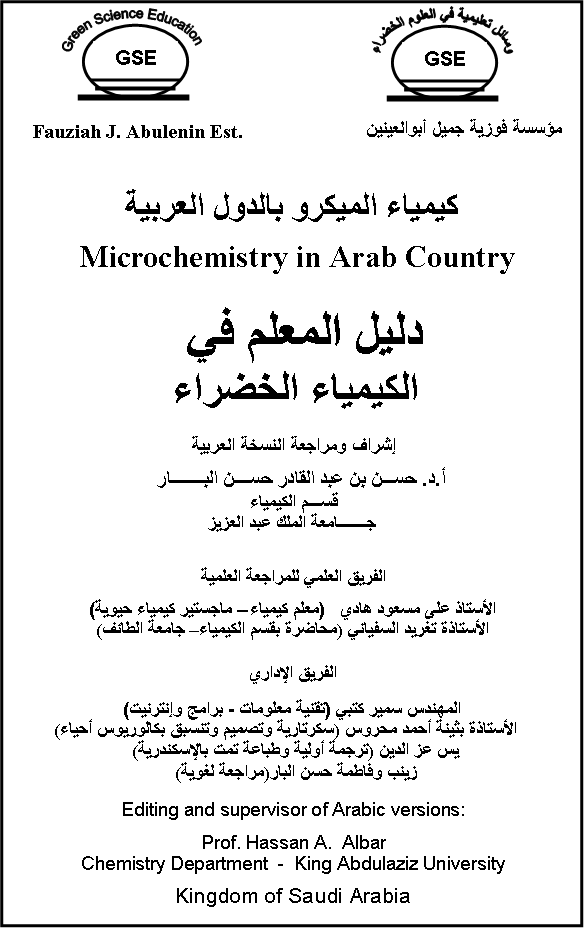 Green Science Education
GSE
وسائل تعليمية في العلوم الخضراء
GSE
Fauziah J. Abulenin Est.
مؤسسة فوزية جميل أبوالعينين
كيمياء الميكرو بالدول العربية
Microchemistry in Arab Country
دليل المعلم في
الكيمياء الخضراء
إشراف ومراجعة النسخة العربية
أ.د. حســن بن عبد القادر حســن البــــــار
قســم الكيمياء
جـــــامعة الملك عبد العزيز
الفريق العلمي للمراجعة العلمية
الأستاذ على مسعود هادي (معلم كيمياء – ماجستير كيمياء حيوية)
الأستاذة تغريد السفياني (محاضرة بقسم الكيمياء– جامعة الطائف)
الفريق الإداري
المهندس سمير كتبي (تقنية معلومات - برامج وإنترنيت)
الأستاذة بثينة أحمد محروس (سكرتارية وتصميم وتنسيق بكالوريوس أحياء)
يس عز الدين (ترجمة أولية وطباعة تمت بالإسكندرية)
زينب وفاطمة حسن البار(مراجعة لغوية)
Editing and supervisor of Arabic versions:
Prof. Hassan A. Albar
Chemistry Department - King Abdulaziz University
Kingdom of Saudi Arabia